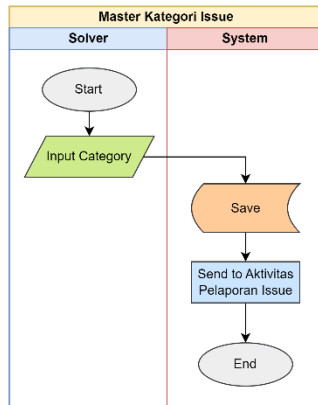 Master Kategori Issue
Solver
System
Start
Input Category
Save
Send to Aktivitas
Pelaporan Issue
End